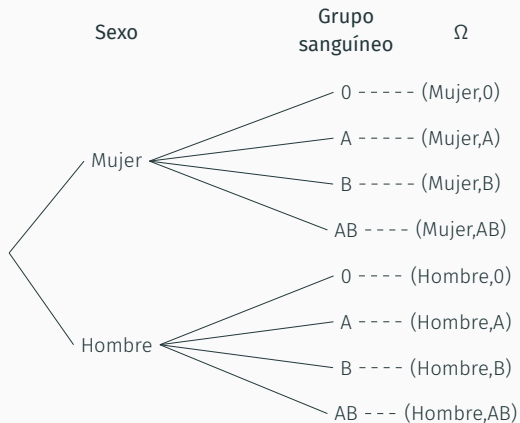 Sexo
Grupo
sanguíneo
Ω
0 (Mujer,0)
A (Mujer,A)
Mujer
B (Mujer,B)
AB (Mujer,AB)
0 (Hombre,0)
A (Hombre,A)
Hombre
B (Hombre,B)
AB (Hombre,AB)